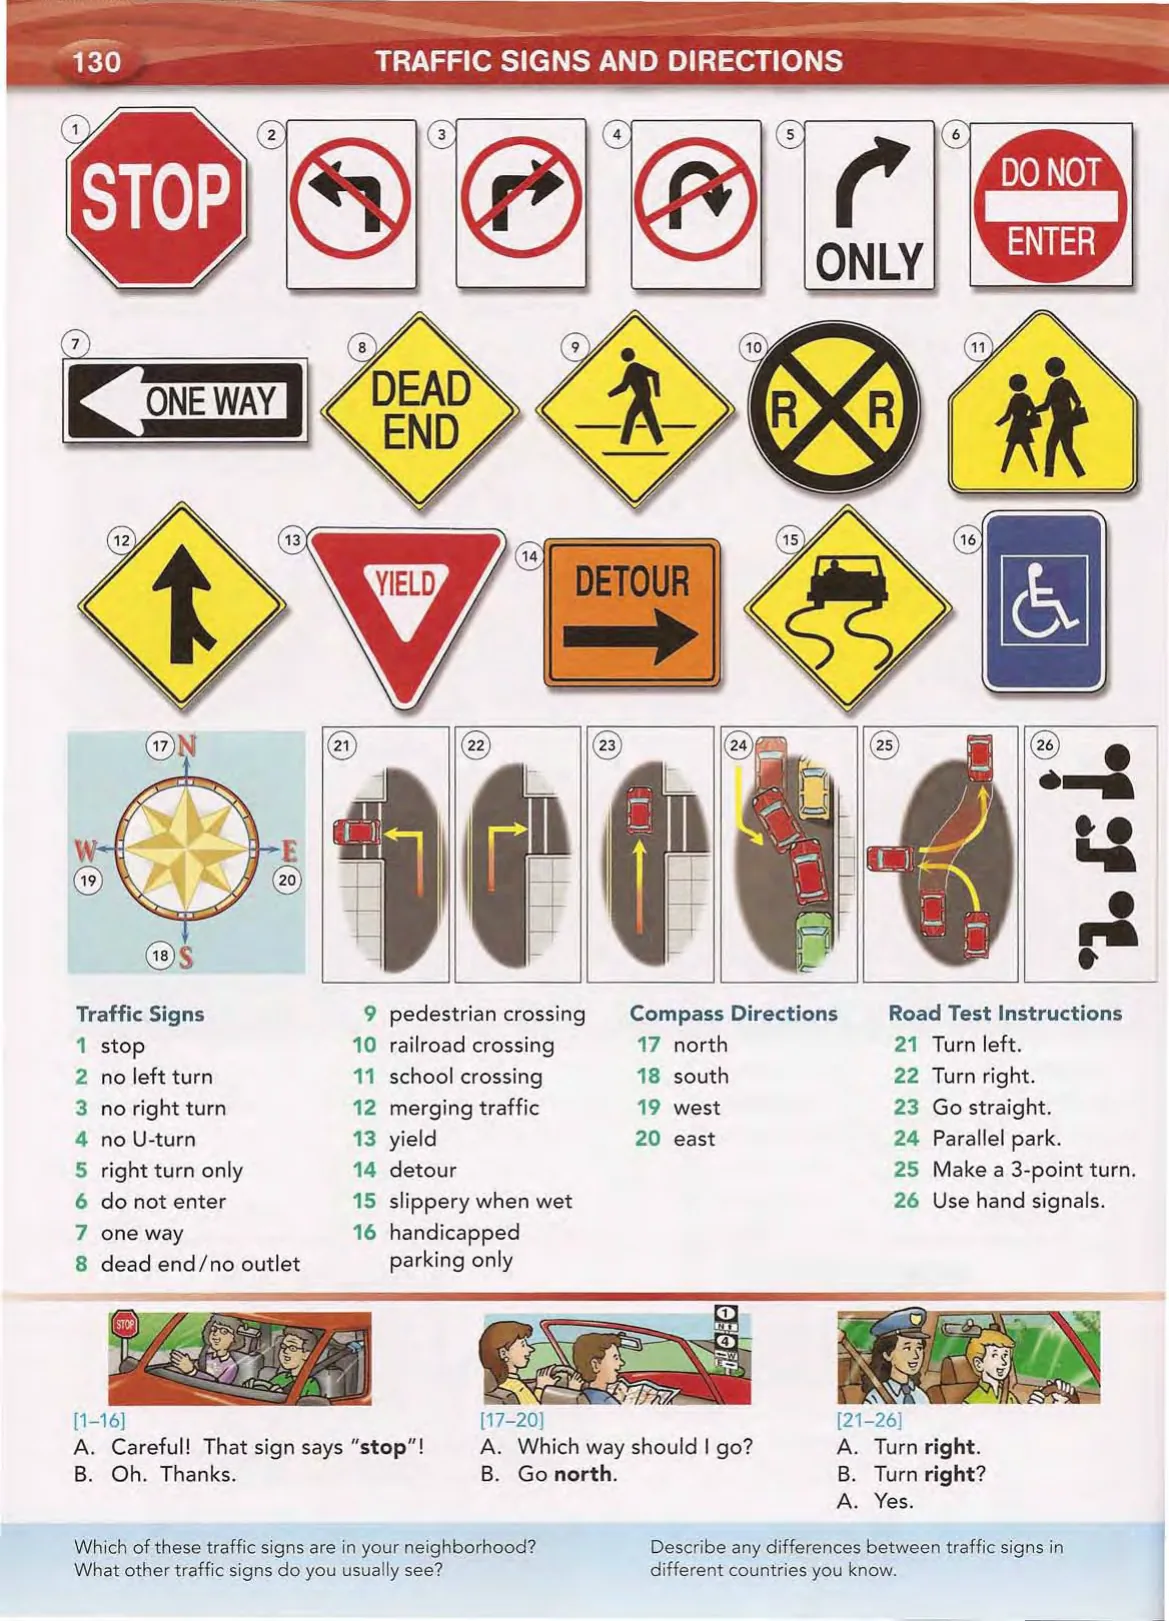 130
TRAFFIC SIGNS AND DIRECTIONS
1
STOP
2
3
4
5
ONLY
6
DO NOT
ENTER
7
ONE WAY
8
DEAD
END
9
10
R R
11
12
13
YIELD
14
DETOUR
15
16
17 N
W E
19 20
18 S
21
22
23
24
25
26
Traffic Signs
1 stop
2 no left turn
3 no right turn
4 no U-turn
5 right turn only
6 do not enter
7 one way
8 dead end/no outlet
9 pedestrian crossing
10 railroad crossing
11 school crossing
12 merging traffic
13 yield
14 detour
15 slippery when wet
16 handicapped
parking only
Compass Directions
17 north
18 south
19 west
20 east
Road Test Instructions
21 Turn left.
22 Turn right.
23 Go straight.
24 Parallel park.
25 Make a 3-point turn.
26 Use hand signals.
STOP
1
N
4
W
E
[1–16]
A. Careful! That sign says "stop"!
B. Oh. Thanks.
[17–20]
A. Which way should I go?
B. Go north.
[21–26]
A. Turn right.
B. Turn right?
A. Yes.
Which of these traffic signs are in your neighborhood?
What other traffic signs do you usually see?
Describe any differences between traffic signs in
different countries you know.